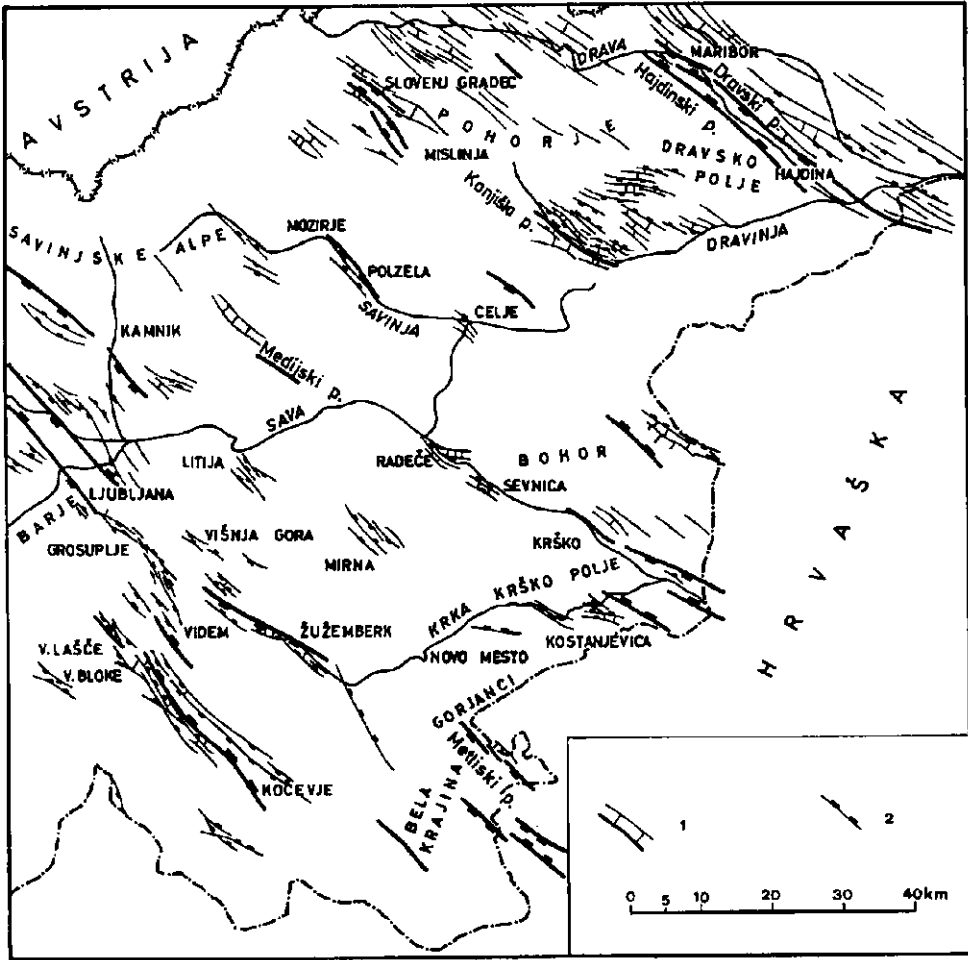 AVSTRIJA
DRAVA
MARIBOR
SLOVENJ GRADEC
Hajdinski p.
Dravski p.
POHORJE
MISLINJA
DRAVSKO
POLJE
HAJDINA
Konjiški p.
DRAVINJA
SAVINJSKE ALPE
MOZIRJE
POLZELA
SAVINJA
CELJE
KAMNIK
Medijski p.
SAVA
LITIJA
RADEČE
BOHOR
SEVNICA
HRVAŠKA
LJUBLJANA
BARJE
GROSUPLJE
VIŠNJA GORA
MIRNA
KRŠKO
KRŠKO POLJE
KRKA
VIDEM
ŽUŽEMBERK
KOSTANJEVICA
NOVO MESTO
V. LAŠČE
V. BLOKE
GORJANCI
Metliški p.
KOČEVJE
BELA
KRAJINA
1
2
0 5 10 20 30 40km